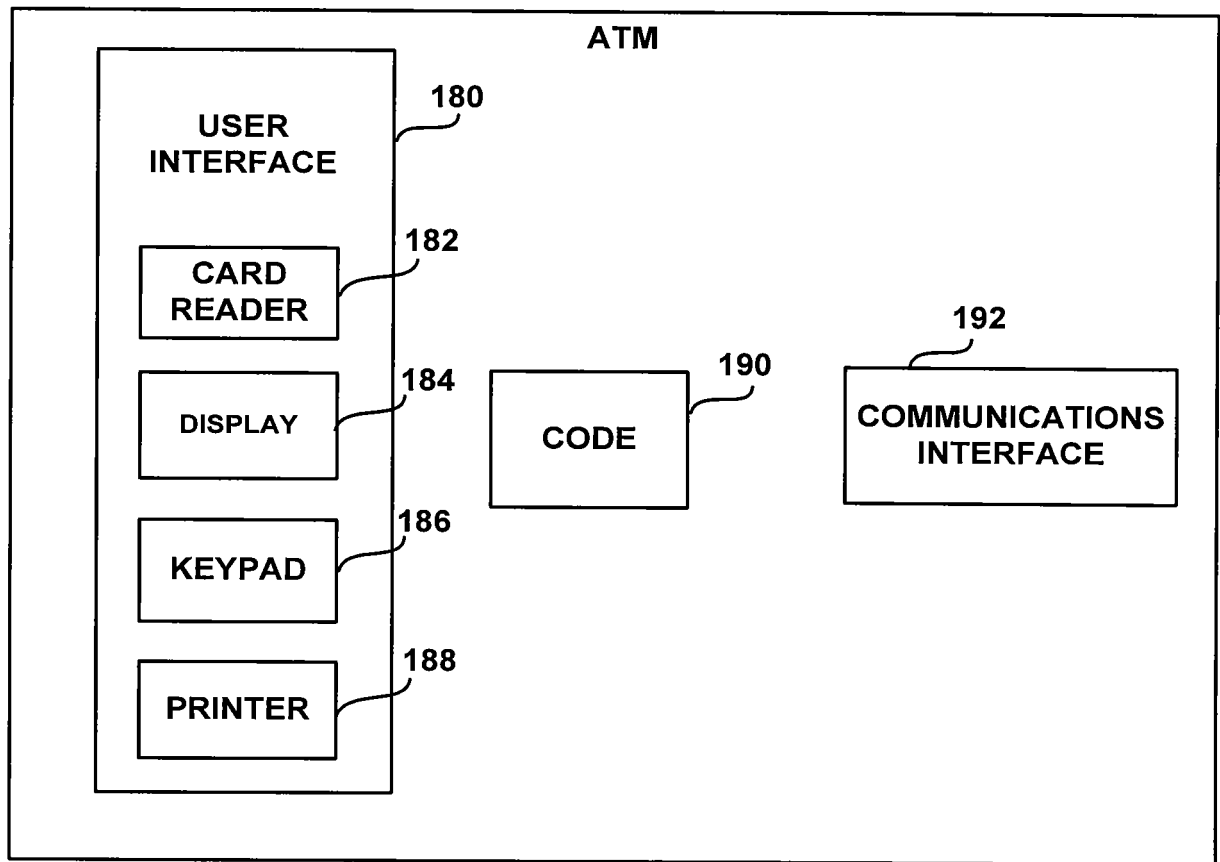 ATM
USER
INTERFACE
180
CARD
READER
182
DISPLAY
184
KEYPAD
186
PRINTER
188
CODE
190
COMMUNICATIONS
INTERFACE
192